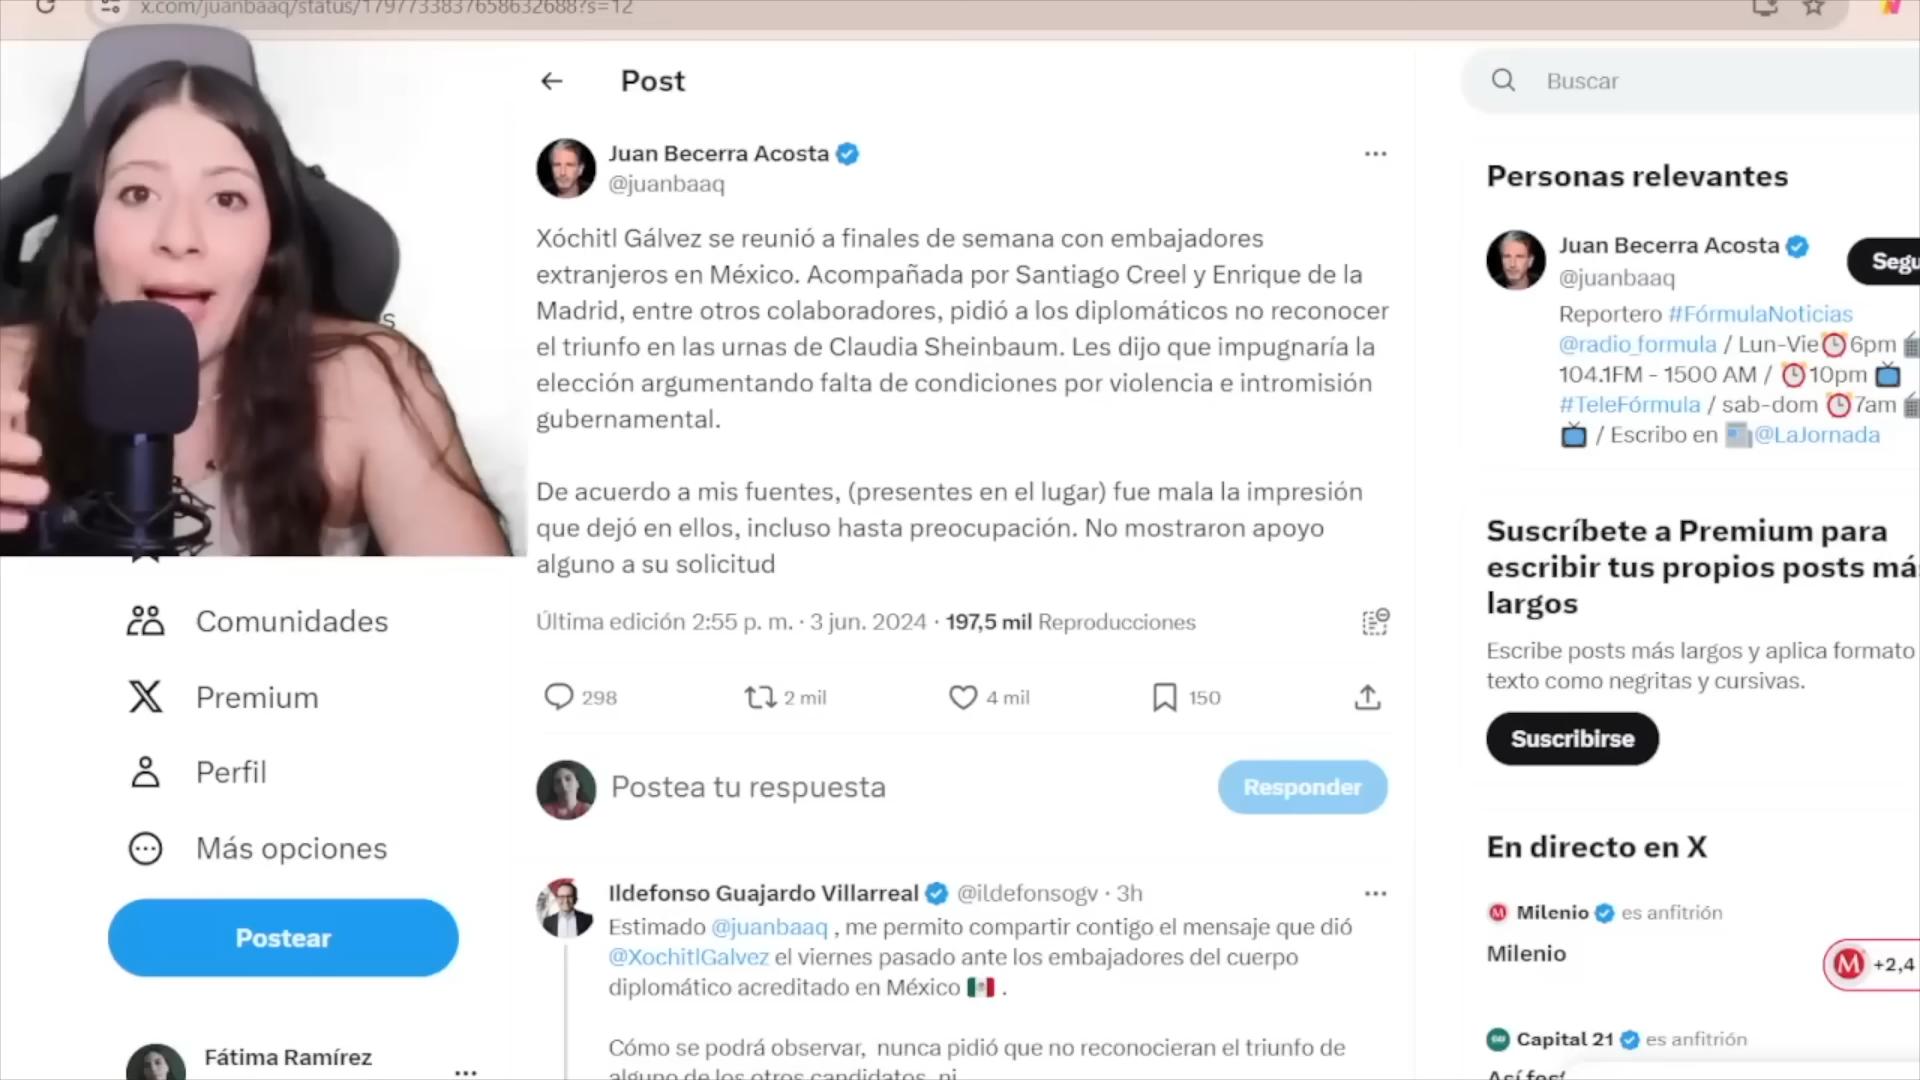 x.com/juanbaaq/status/1797733837658632688?s=12
Post
Juan Becerra Acosta
@juanbaaq
Xóchitl Gálvez se reunió a finales de semana con embajadores
extranjeros en México. Acompañada por Santiago Creel y Enrique de la
Madrid, entre otros colaboradores, pidió a los diplomáticos no reconocer
el triunfo en las urnas de Claudia Sheinbaum. Les dijo que impugnaría la
elección argumentando falta de condiciones por violencia e intromisión
gubernamental.
De acuerdo a mis fuentes, (presentes en el lugar) fue mala la impresión
que dejó en ellos, incluso hasta preocupación. No mostraron apoyo
alguno a su solicitud
Última edición 2:55 p. m. · 3 jun. 2024 · 197,5 mil Reproducciones
298 2 mil 4 mil 150
Postea tu respuesta
Responder
Ildefonso Guajardo Villarreal @ildefonsogv · 3h
Estimado @juanbaaq , me permito compartir contigo el mensaje que dió
@XochitlGalvez el viernes pasado ante los embajadores del cuerpo
diplomático acreditado en México 🇲🇽 .
Cómo se podrá observar, nunca pidió que no reconocieran el triunfo de
alguno de los otros candidatos, ni
s
Comunidades
Premium
Perfil
Más opciones
Postear
Fátima Ramírez
Buscar
Personas relevantes
Juan Becerra Acosta
Segu
@juanbaaq
Reportero #FórmulaNoticias
@radio_formula / Lun-Vie⏰6pm 📻
104.1FM - 1500 AM / ⏰10pm 📺
#TeleFórmula / sab-dom ⏰7am 📻
📺 / Escribo en 📰@LaJornada
Suscríbete a Premium para
escribir tus propios posts má
largos
Escribe posts más largos y aplica formato
texto como negritas y cursivas.
Suscribirse
En directo en X
Milenio es anfitrión
Milenio
M +2,4
Capital 21 es anfitrión